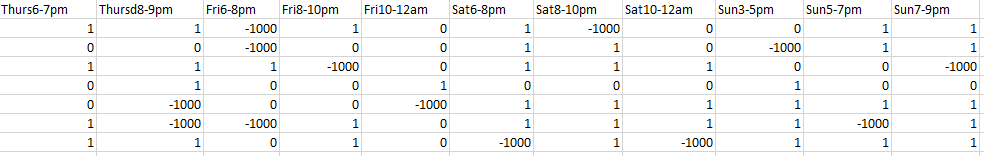 Thurs6-7pm Thursd8-9pm Fri6-8pm Fri8-10pm Fri10-12am Sat6-8pm Sat8-10pm Sat10-12am Sun3-5pm Sun5-7pm Sun7-9pm
1 1 -1000 1 0 1 -1000 0 0 1 1
0 0 -1000 0 0 1 1 0 -1000 1 1
1 1 1 -1000 0 1 1 1 0 0 -1000
0 1 0 0 1 0 0 0 1 0 0
0 -1000 0 0 -1000 1 1 1 1 1 1
1 -1000 -1000 1 0 1 1 1 1 -1000 1
1 1 0 1 0 -1000 1 -1000 1 1 1